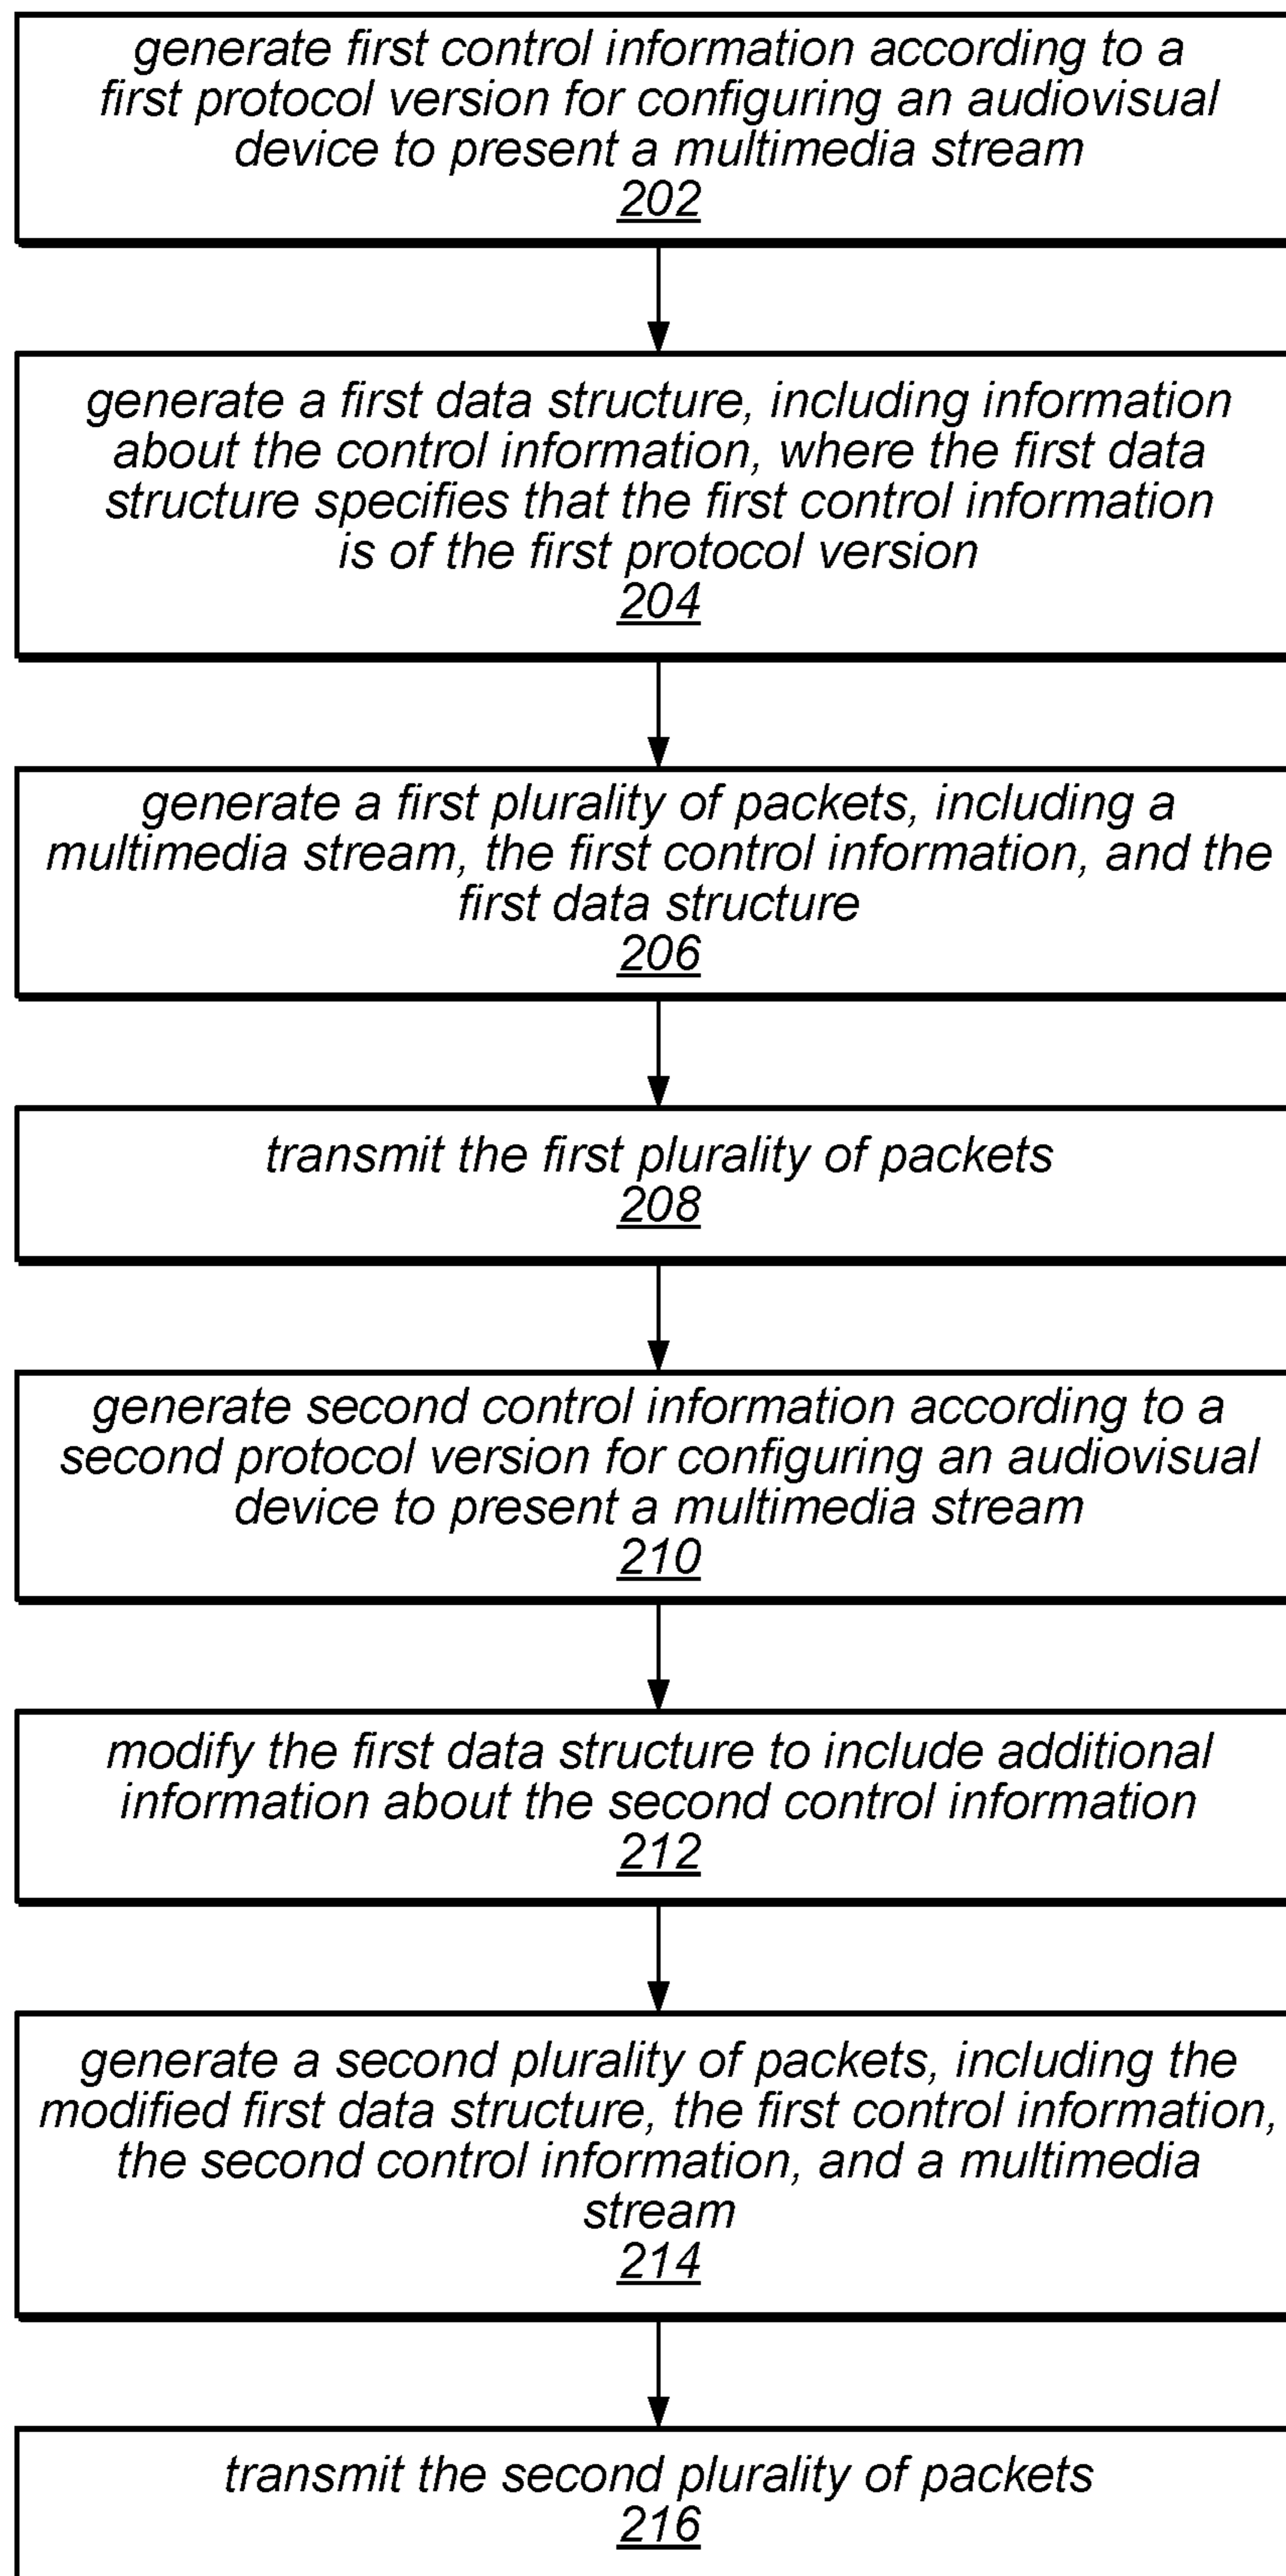 generate first control information according to a
first protocol version for configuring an audiovisual
device to present a multimedia stream
202
generate a first data structure, including information
about the control information, where the first data
structure specifies that the first control information
is of the first protocol version
204
generate a first plurality of packets, including a
multimedia stream, the first control information, and the
first data structure
206
transmit the first plurality of packets
208
generate second control information according to a
second protocol version for configuring an audiovisual
device to present a multimedia stream
210
modify the first data structure to include additional
information about the second control information
212
generate a second plurality of packets, including the
modified first data structure, the first control information,
the second control information, and a multimedia
stream
214
transmit the second plurality of packets
216